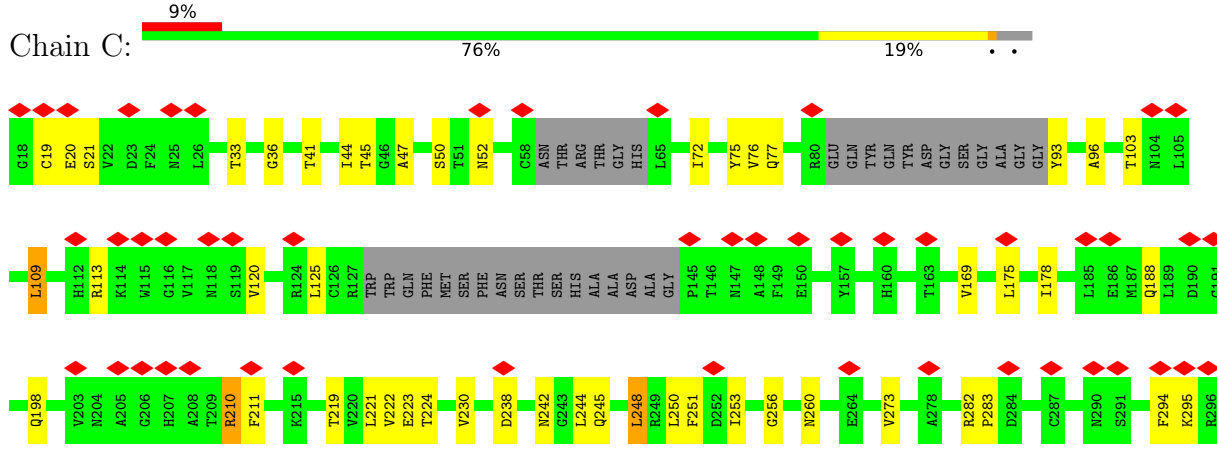 9%
Chain C:
76% 19% • •
G18 C19 E20 S21 V22 D23 F24 N25 L26 T33 G36 T41 I44 T45 G46 A47 S50 T51 N52 C58 ASN THR ARG THR GLY HIS L65 I72 Y75 V76 Q77 R80 GLU GLN TYR GLN TYR ASP GLY SER GLY ALA GLY GLY Y93 A96 T103 N104 L105
L109 H112 R113 K114 W115 G116 V117 N118 S119 V120 R124 L125 C126 R127 TRP TRP GLN PHE MET SER PHE ASN SER THR SER HIS ALA ALA ASP ALA GLY P145 T146 N147 A148 F149 E150 Y157 H160 T163 V169 L175 I178 L185 E186 M187 Q188 L189 D190
Q198 V203 N204 A205 G206 H207 A208 T209 R210 F211 K215 T219 V220 L221 V222 E223 T224 V230 D238 N242 G243 L244 Q245 L248 R249 L250 F251 D252 I253 G256 N260 E264 V273 A278 R282 P283 D284 C287 N290 S291 F294 K295 R296